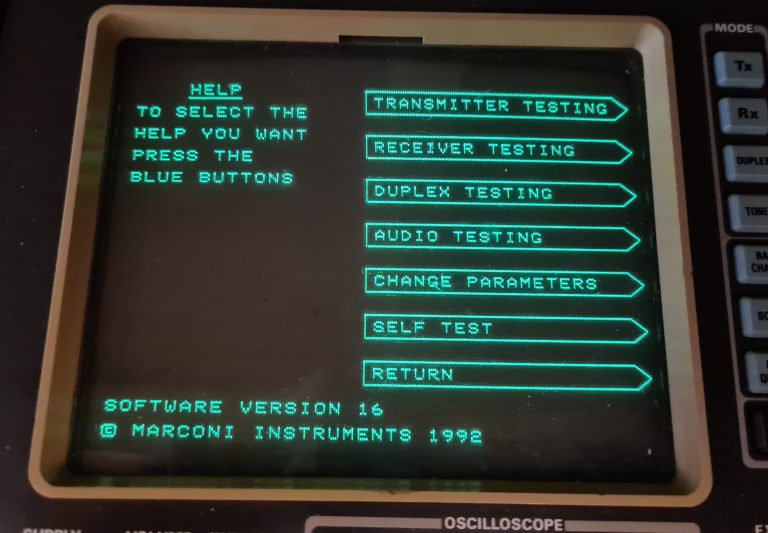 HELP
TO SELECT THE
HELP YOU WANT
PRESS THE
BLUE BUTTONS
TRANSMITTER TESTING
RECEIVER TESTING
DUPLEX TESTING
AUDIO TESTING
CHANGE PARAMETERS
SELF TEST
RETURN
SOFTWARE VERSION 16
© MARCONI INSTRUMENTS 1992
MODE
Tx
Rx
DUPLEX
TONE
OSCILLOSCOPE